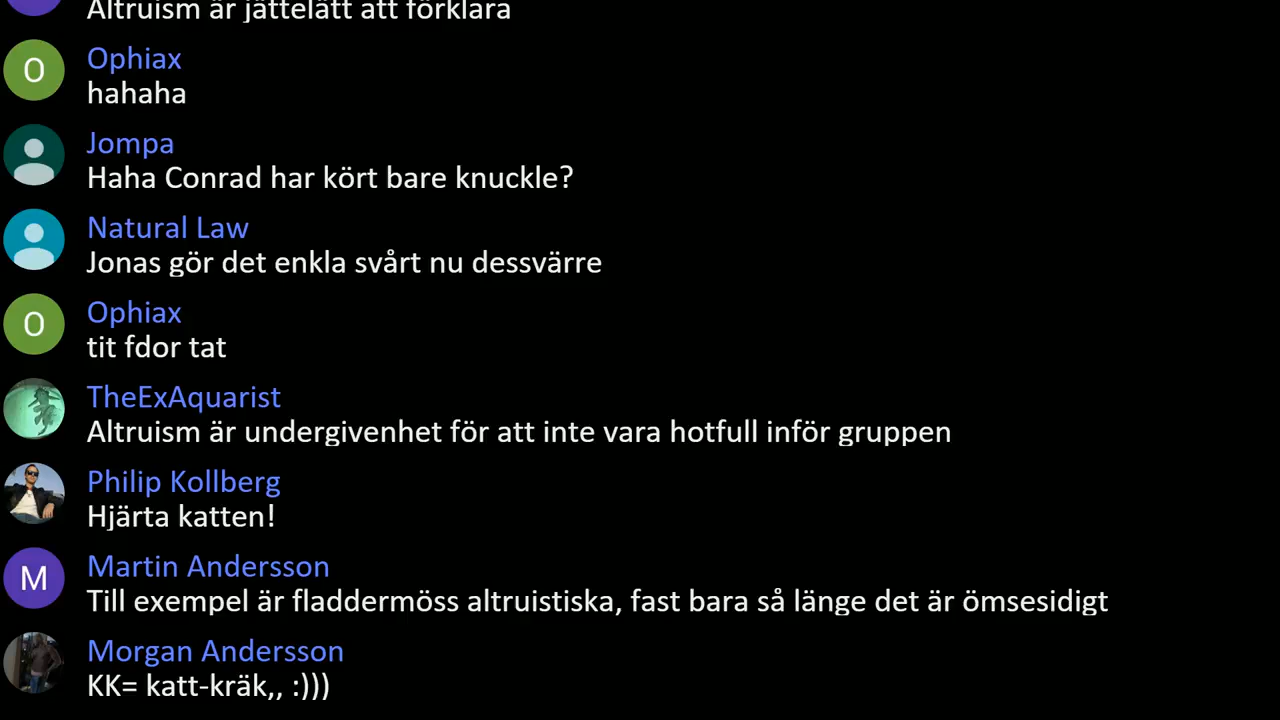 Altruism är jättelätt att förklara
O
Ophiax
hahaha
Jompa
Haha Conrad har kört bare knuckle?
Natural Law
Jonas gör det enkla svårt nu dessvärre
O
Ophiax
tit fdor tat
TheExAquarist
Altruism är undergivenhet för att inte vara hotfull inför gruppen
Philip Kollberg
Hjärta katten!
M
Martin Andersson
Till exempel är fladdermöss altruistiska, fast bara så länge det är ömsesidigt
Morgan Andersson
KK= katt-kräk,, :)))